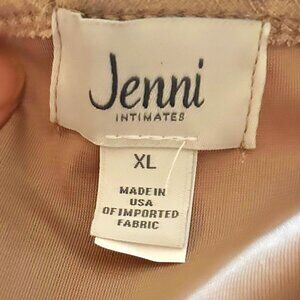 Jenni
INTIMATES
XL
MADE IN
USA
OF IMPORTED
FABRIC